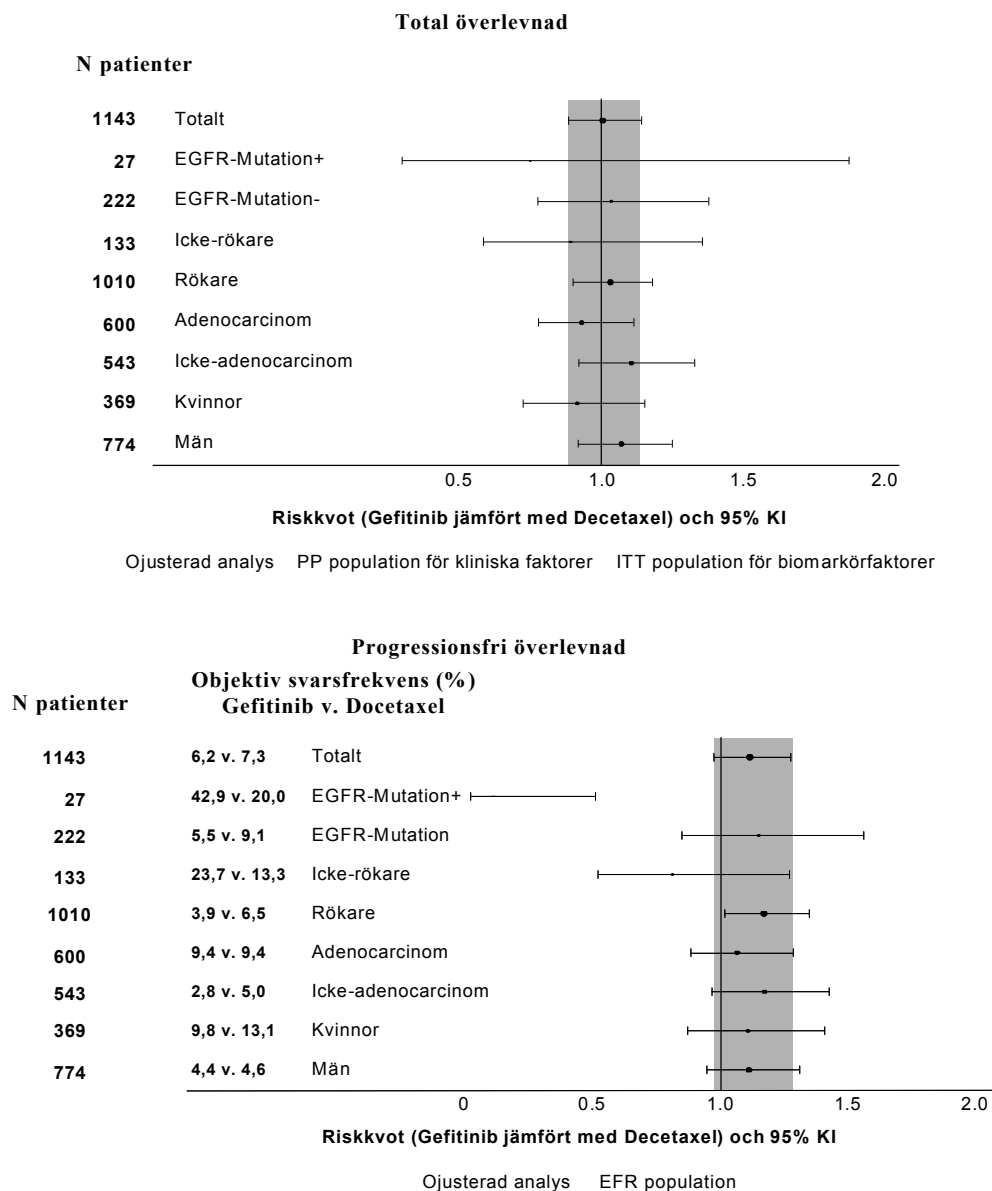 Total överlevnad
N patienter
1143 Totalt
27 EGFR-Mutation+
222 EGFR-Mutation-
133 Icke-rökare
1010 Rökare
600 Adenocarcinom
543 Icke-adenocarcinom
369 Kvinnor
774 Män
0.5 1.0 1.5 2.0
Riskkvot (Gefitinib jämfört med Decetaxel) och 95% KI
Ojusterad analys PP population för kliniska faktorer ITT population för biomarkörfaktorer
Progressionsfri överlevnad
Objektiv svarsfrekvens (%)
N patienter Gefitinib v. Docetaxel
1143 6,2 v. 7,3 Totalt
27 42,9 v. 20,0 EGFR-Mutation+
222 5,5 v. 9,1 EGFR-Mutation
133 23,7 v. 13,3 Icke-rökare
1010 3,9 v. 6,5 Rökare
600 9,4 v. 9,4 Adenocarcinom
543 2,8 v. 5,0 Icke-adenocarcinom
369 9,8 v. 13,1 Kvinnor
774 4,4 v. 4,6 Män
0 0.5 1.0 1.5 2.0
Riskkvot (Gefitinib jämfört med Decetaxel) och 95% KI
Ojusterad analys EFR population